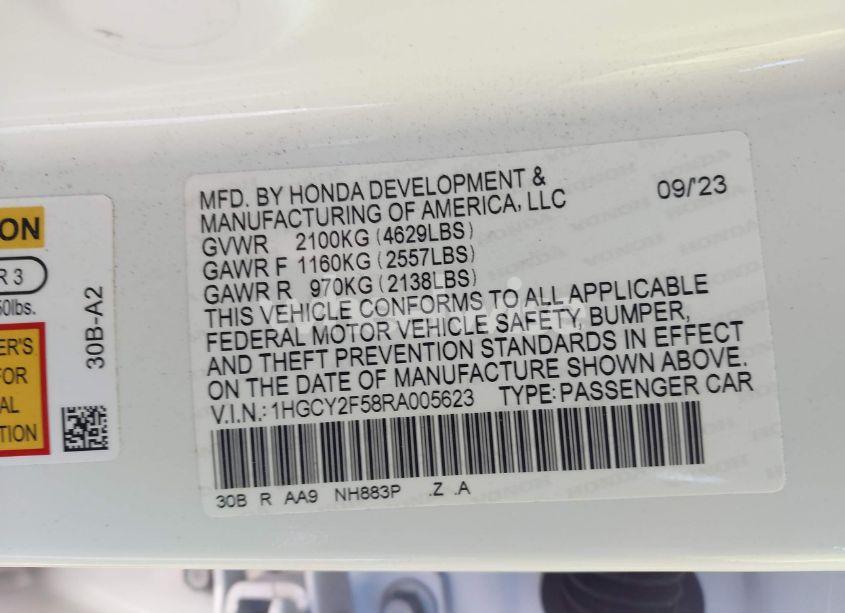 ON
R 3
50lbs.
ER'S
FOR
AL
TION
30B-A2
MFD. BY HONDA DEVELOPMENT &
MANUFACTURING OF AMERICA, LLC 09/'23
GVWR 2100KG (4629LBS)
GAWR F 1160KG (2557LBS)
GAWR R 970KG (2138LBS)
THIS VEHICLE CONFORMS TO ALL APPLICABLE
FEDERAL MOTOR VEHICLE SAFETY, BUMPER,
AND THEFT PREVENTION STANDARDS IN EFFECT
ON THE DATE OF MANUFACTURE SHOWN ABOVE.
V.I.N.: 1HGCY2F58RA005623 TYPE: PASSENGER CAR
30B R AA9 NH883P .Z .A